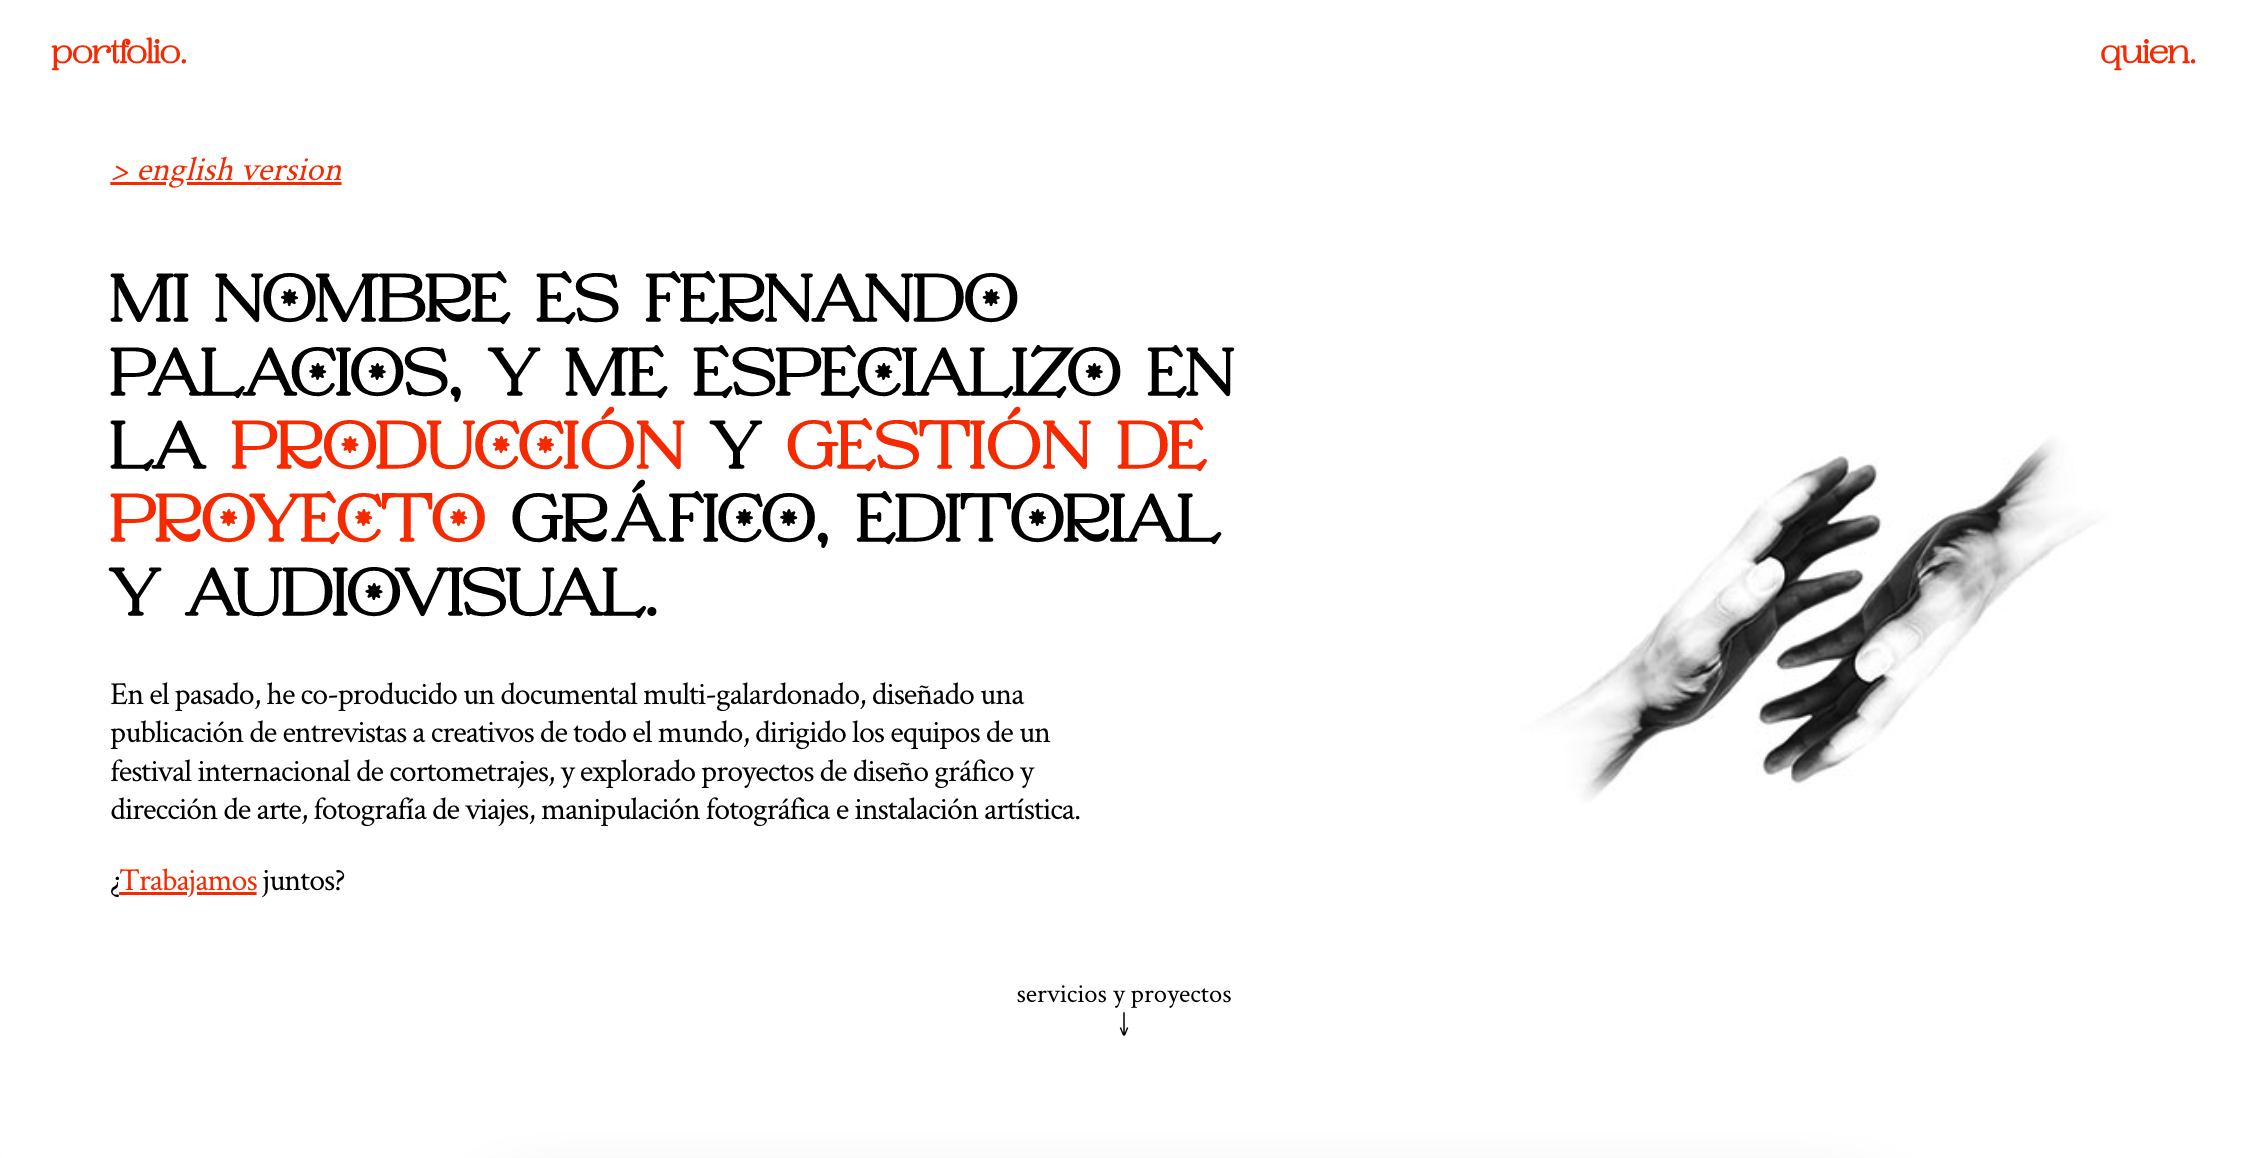 portfolio.
quien.
> english version
MI NOMBRE ES FERNANDO
PALACIOS, Y ME ESPECIALIZO EN
LA PRODUCCIÓN Y GESTIÓN DE
PROYECTO GRÁFICO, EDITORIAL
Y AUDIOVISUAL.
En el pasado, he co-producido un documental multi-galardonado, diseñado una
publicación de entrevistas a creativos de todo el mundo, dirigido los equipos de un
festival internacional de cortometrajes, y explorado proyectos de diseño gráfico y
dirección de arte, fotografía de viajes, manipulación fotográfica e instalación artística.
¿Trabajamos juntos?
servicios y proyectos
↓